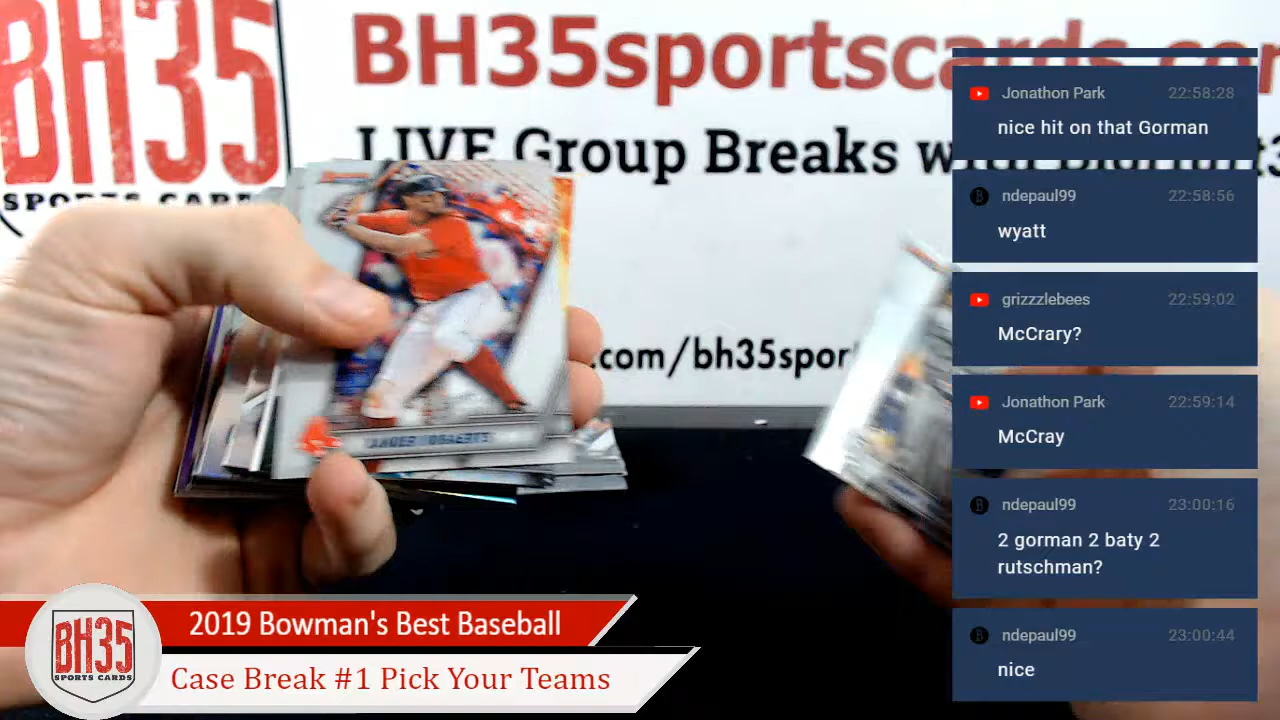 BH35
SPORTS CARDS
BH35sportscards.com
LIVE Group Breaks
.com/bh35spor
Jonathon Park 22:58:28
nice hit on that Gorman
ndepaul99 22:58:56
wyatt
grizzzlebees 22:59:02
McCrary?
Jonathon Park 22:59:14
McCray
ndepaul99 23:00:16
2 gorman 2 baty 2
rutschman?
ndepaul99 23:00:44
nice
BH35
SPORTS CARDS
2019 Bowman's Best Baseball
Case Break #1 Pick Your Teams